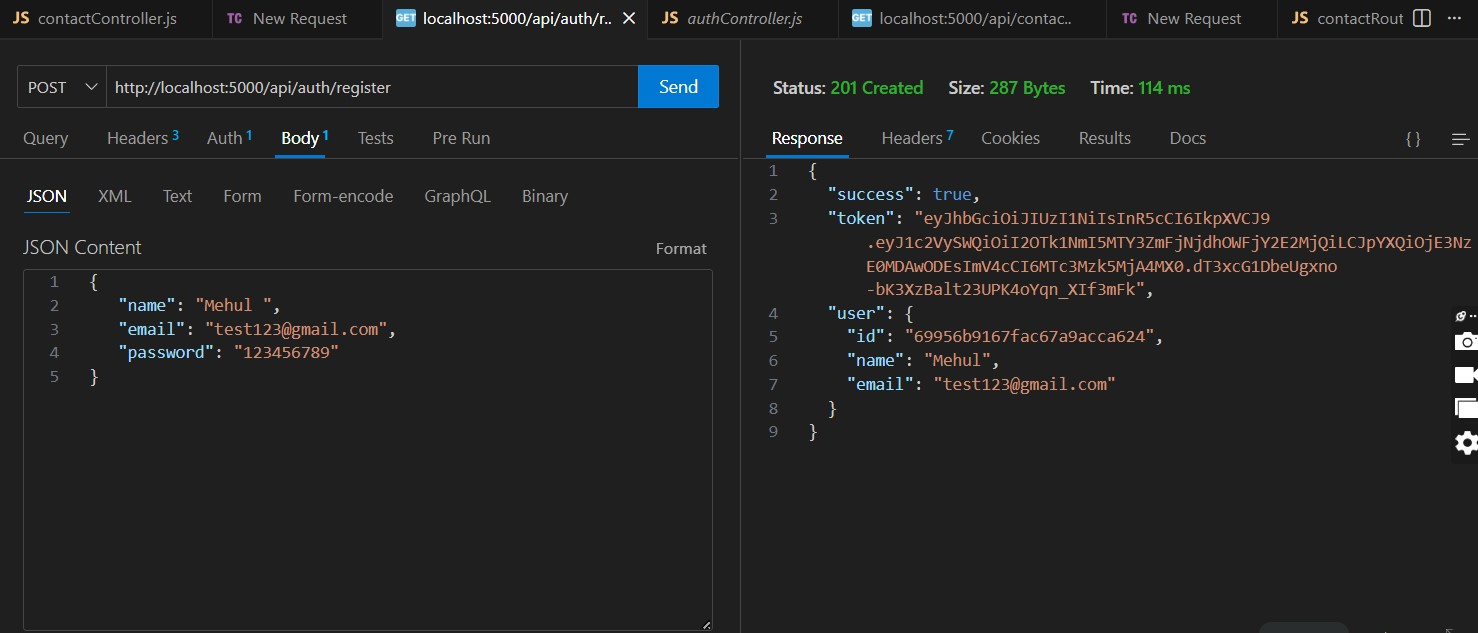 JS contactController.js TC New Request GET localhost:5000/api/auth/r.. JS authController.js GET localhost:5000/api/contac.. TC New Request JS contactRout
POST http://localhost:5000/api/auth/register Send
Query Headers 3 Auth 1 Body 1 Tests Pre Run
JSON XML Text Form Form-encode GraphQL Binary
JSON Content Format
1 {
2 "name": "Mehul ",
3 "email": "test123@gmail.com",
4 "password": "123456789"
5 }
Status: 201 Created Size: 287 Bytes Time: 114 ms
Response Headers 7 Cookies Results Docs { }
1 {
2 "success": true,
3 "token": "eyJhbGciOiJIUzI1NiIsInR5cCI6IkpXVCJ9
.eyJ1c2VySWQiOiI2OTk1NmI5MTY3ZmFjNjdhOWFjY2E2MjQiLCJpYXQiOjE3Nz
E0MDAwODEsImV4cCI6MTc3Mzk5MjA4MX0.dT3xcG1DbeUgxno
-bK3XzBalt23UPK4oYqn_XIf3mFk",
4 "user": {
5 "id": "69956b9167fac67a9acca624",
6 "name": "Mehul",
7 "email": "test123@gmail.com"
8 }
9 }